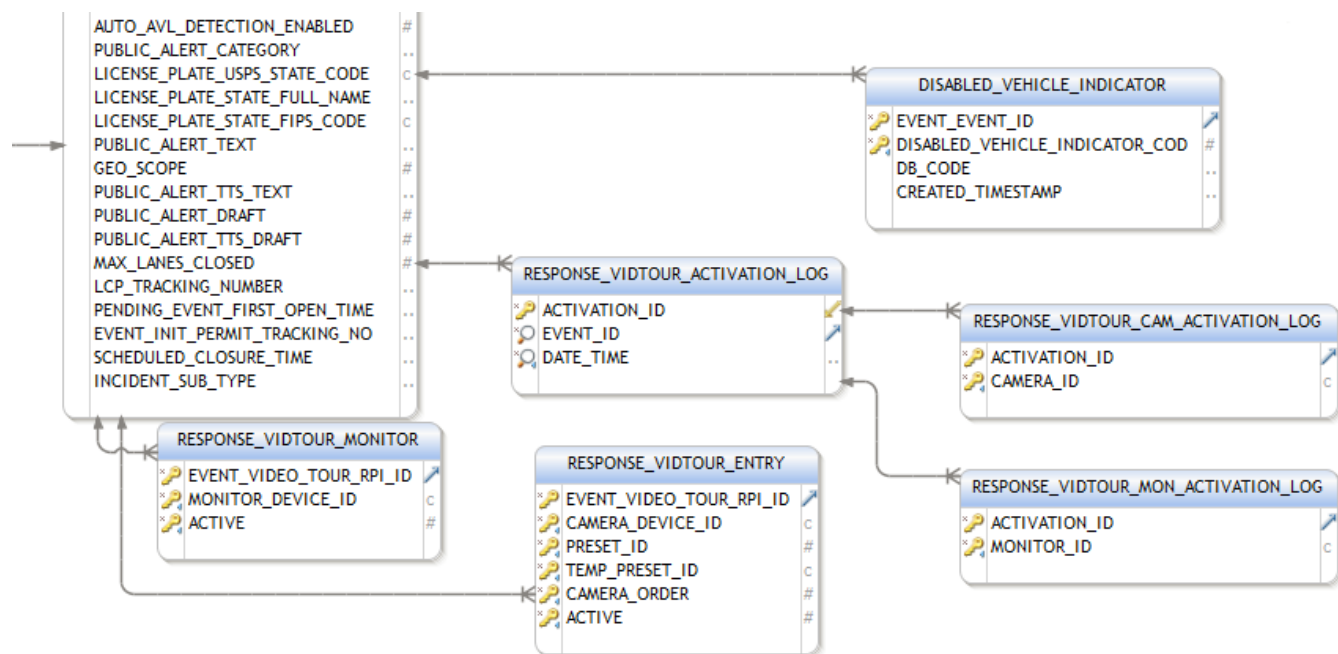 AUTO_AVL_DETECTION_ENABLED #
PUBLIC_ALERT_CATEGORY ..
LICENSE_PLATE_USPS_STATE_CODE c
LICENSE_PLATE_STATE_FULL_NAME ..
LICENSE_PLATE_STATE_FIPS_CODE c
PUBLIC_ALERT_TEXT ..
GEO_SCOPE #
PUBLIC_ALERT_TTS_TEXT ..
PUBLIC_ALERT_DRAFT #
PUBLIC_ALERT_TTS_DRAFT #
MAX_LANES_CLOSED #
LCP_TRACKING_NUMBER ..
PENDING_EVENT_FIRST_OPEN_TIME ..
EVENT_INIT_PERMIT_TRACKING_NO ..
SCHEDULED_CLOSURE_TIME ..
INCIDENT_SUB_TYPE ..
DISABLED_VEHICLE_INDICATOR
EVENT_EVENT_ID
DISABLED_VEHICLE_INDICATOR_COD #
DB_CODE ..
CREATED_TIMESTAMP ..
RESPONSE_VIDTOUR_ACTIVATION_LOG
ACTIVATION_ID
EVENT_ID
DATE_TIME ..
RESPONSE_VIDTOUR_CAM_ACTIVATION_LOG
ACTIVATION_ID
CAMERA_ID c
RESPONSE_VIDTOUR_MONITOR
EVENT_VIDEO_TOUR_RPI_ID
MONITOR_DEVICE_ID c
ACTIVE #
RESPONSE_VIDTOUR_ENTRY
EVENT_VIDEO_TOUR_RPI_ID
CAMERA_DEVICE_ID c
PRESET_ID #
TEMP_PRESET_ID c
CAMERA_ORDER #
ACTIVE #
RESPONSE_VIDTOUR_MON_ACTIVATION_LOG
ACTIVATION_ID
MONITOR_ID c